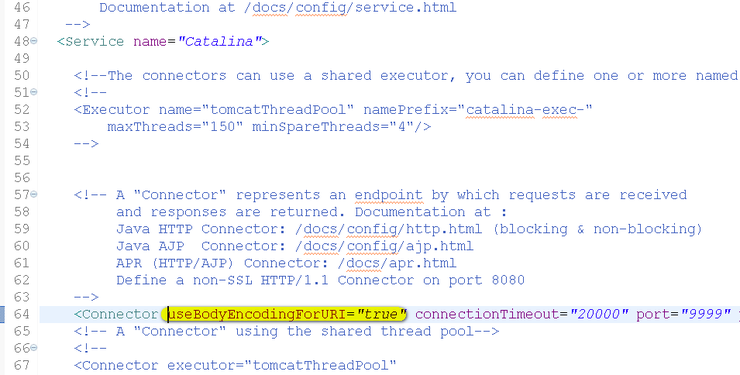 46 Documentation at /docs/config/service.html
47 -->
48 <Service name="Catalina">
49
50 <!--The connectors can use a shared executor, you can define one or more named
51 <!--
52 <Executor name="tomcatThreadPool" namePrefix="catalina-exec-"
53 maxThreads="150" minSpareThreads="4"/>
54 -->
55
56
57 <!-- A "Connector" represents an endpoint by which requests are received
58 and responses are returned. Documentation at :
59 Java HTTP Connector: /docs/config/http.html (blocking & non-blocking)
60 Java AJP  Connector: /docs/config/ajp.html
61 APR (HTTP/AJP) Connector: /docs/apr.html
62 Define a non-SSL HTTP/1.1 Connector on port 8080
63 -->
64 <Connector useBodyEncodingForURI="true" connectionTimeout="20000" port="9999"
65 <!-- A "Connector" using the shared thread pool-->
66 <!--
67 <Connector executor="tomcatThreadPool"